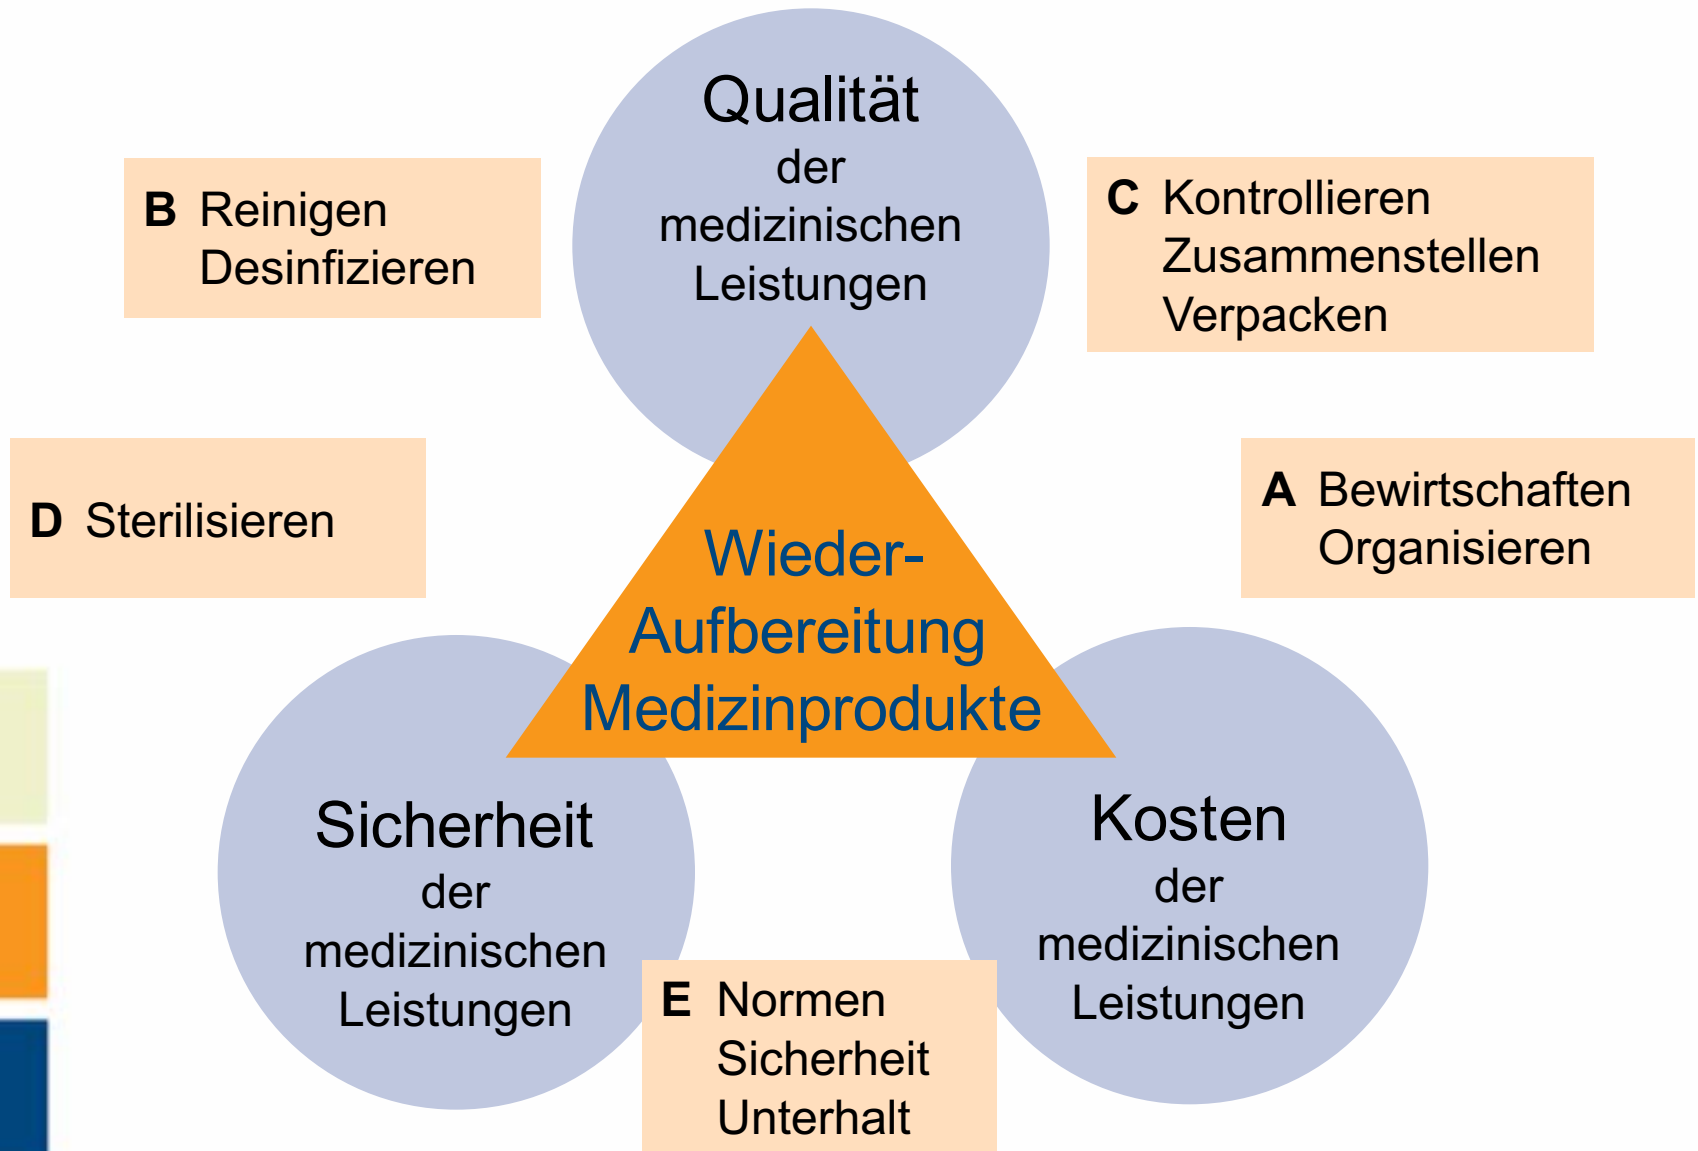 Qualität
der
medizinischen
Leistungen
B Reinigen
Desinfizieren
C Kontrollieren
Zusammenstellen
Verpacken
D Sterilisieren
A Bewirtschaften
Organisieren
Wieder-
Aufbereitung
Medizinprodukte
Sicherheit
der
medizinischen
Leistungen
Kosten
der
medizinischen
Leistungen
E Normen
Sicherheit
Unterhalt